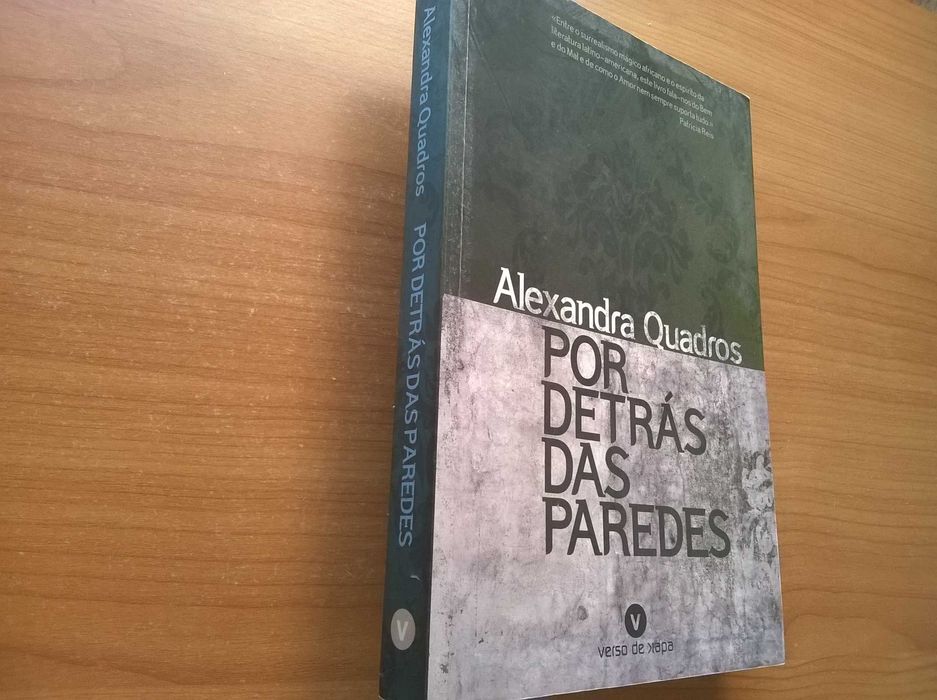 Alexandra Quadros POR DETRÁS DAS PAREDES
V
«Entre o surrealismo mágico africano e o espírito da
literatura latino-americana, este livro fala-nos do Bem
e do Mal e de como o Amor nem sempre suporta tudo.»
Patrícia Reis
Alexandra Quadros
POR
DETRÁS
DAS
PAREDES
V
verso de kapa